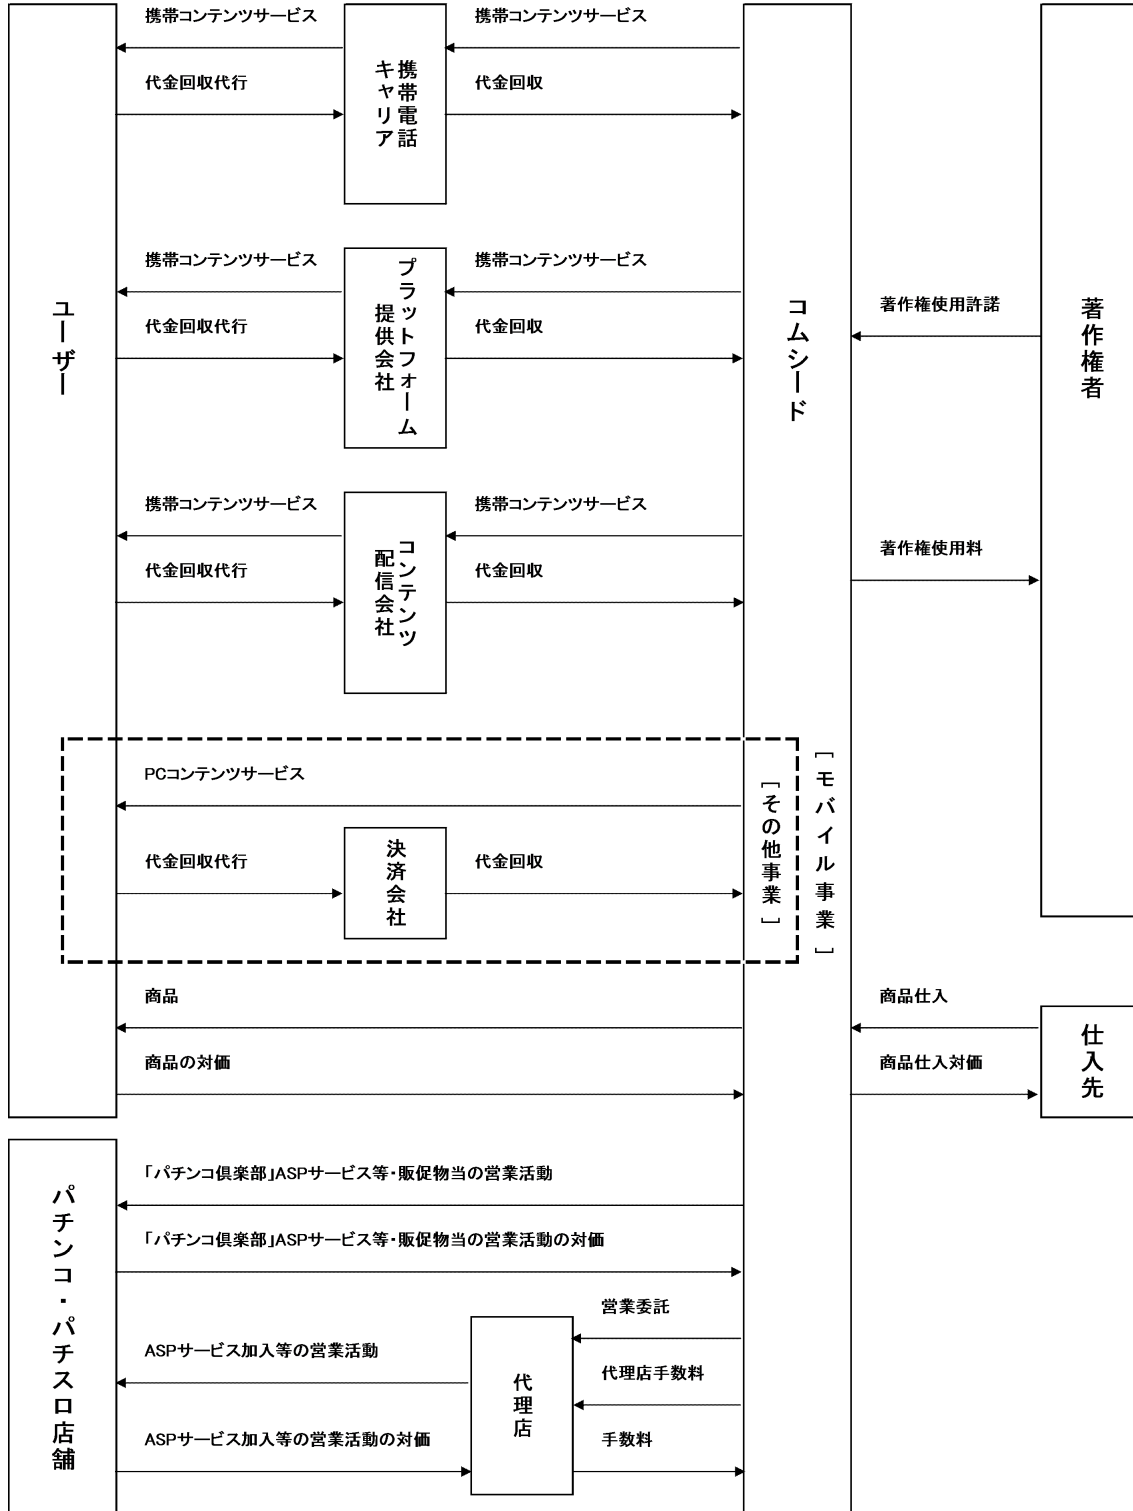 携帯コンテンツサービス
携帯コンテンツサービス
代金回収代行
代金回収
携帯電話
キャリア
携帯コンテンツサービス
携帯コンテンツサービス
代金回収代行
代金回収
プラットフォーム
提供会社
ユーザー
コムシード
著作権使用許諾
著作権者
携帯コンテンツサービス
携帯コンテンツサービス
代金回収代行
代金回収
コンテンツ
配信会社
著作権使用料
PCコンテンツサービス
[その他事業]
[モバイル事業]
代金回収代行
決済会社
代金回収
商品
商品仕入
商品の対価
商品仕入対価
仕入先
「パチンコ倶楽部」ASPサービス等・販促物当の営業活動
「パチンコ倶楽部」ASPサービス等・販促物当の営業活動の対価
パチンコ・パチスロ店舗
営業委託
ASPサービス加入等の営業活動
代理店手数料
代理店
ASPサービス加入等の営業活動の対価
手数料